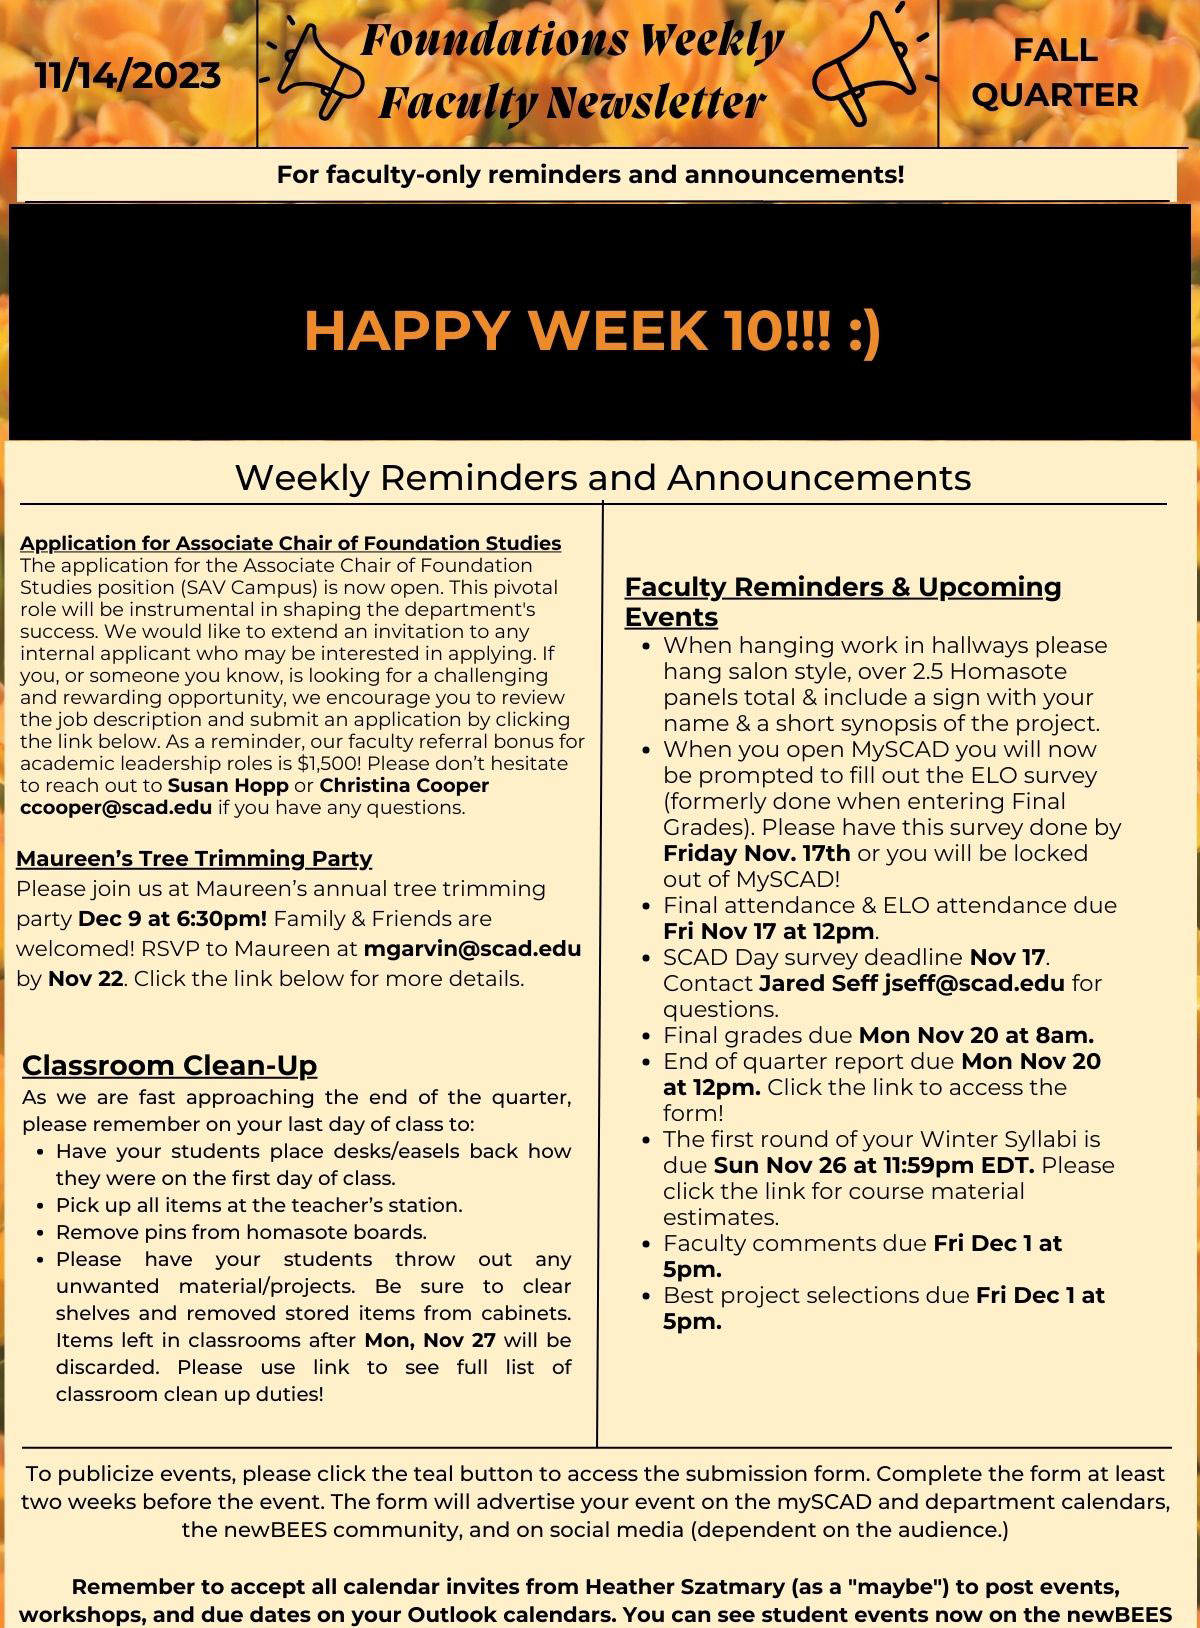 11/14/2023
Foundations Weekly
Faculty Newsletter
FALL
QUARTER
For faculty-only reminders and announcements!
HAPPY WEEK 10!!! :)
Weekly Reminders and Announcements
Application for Associate Chair of Foundation Studies
The application for the Associate Chair of Foundation
Studies position (SAV Campus) is now open. This pivotal
role will be instrumental in shaping the department's
success. We would like to extend an invitation to any
internal applicant who may be interested in applying. If
you, or someone you know, is looking for a challenging
and rewarding opportunity, we encourage you to review
the job description and submit an application by clicking
the link below. As a reminder, our faculty referral bonus for
academic leadership roles is $1,500! Please don’t hesitate
to reach out to Susan Hopp or Christina Cooper
ccooper@scad.edu if you have any questions.
Maureen’s Tree Trimming Party
Please join us at Maureen’s annual tree trimming
party Dec 9 at 6:30pm! Family & Friends are
welcomed! RSVP to Maureen at mgarvin@scad.edu
by Nov 22. Click the link below for more details.
Classroom Clean-Up
As we are fast approaching the end of the quarter,
please remember on your last day of class to:
• Have your students place desks/easels back how
they were on the first day of class.
• Pick up all items at the teacher’s station.
• Remove pins from homasote boards.
• Please have your students throw out any
unwanted material/projects. Be sure to clear
shelves and removed stored items from cabinets.
Items left in classrooms after Mon, Nov 27 will be
discarded. Please use link to see full list of
classroom clean up duties!
Faculty Reminders & Upcoming
Events
• When hanging work in hallways please
hang salon style, over 2.5 Homasote
panels total & include a sign with your
name & a short synopsis of the project.
• When you open MySCAD you will now
be prompted to fill out the ELO survey
(formerly done when entering Final
Grades). Please have this survey done by
Friday Nov. 17th or you will be locked
out of MySCAD!
• Final attendance & ELO attendance due
Fri Nov 17 at 12pm.
• SCAD Day survey deadline Nov 17.
Contact Jared Seff jseff@scad.edu for
questions.
• Final grades due Mon Nov 20 at 8am.
• End of quarter report due Mon Nov 20
at 12pm. Click the link to access the
form!
• The first round of your Winter Syllabi is
due Sun Nov 26 at 11:59pm EDT. Please
click the link for course material
estimates.
• Faculty comments due Fri Dec 1 at
5pm.
• Best project selections due Fri Dec 1 at
5pm.
To publicize events, please click the teal button to access the submission form. Complete the form at least
two weeks before the event. The form will advertise your event on the mySCAD and department calendars,
the newBEES community, and on social media (dependent on the audience.)
Remember to accept all calendar invites from Heather Szatmary (as a "maybe") to post events,
workshops, and due dates on your Outlook calendars. You can see student events now on the newBEES